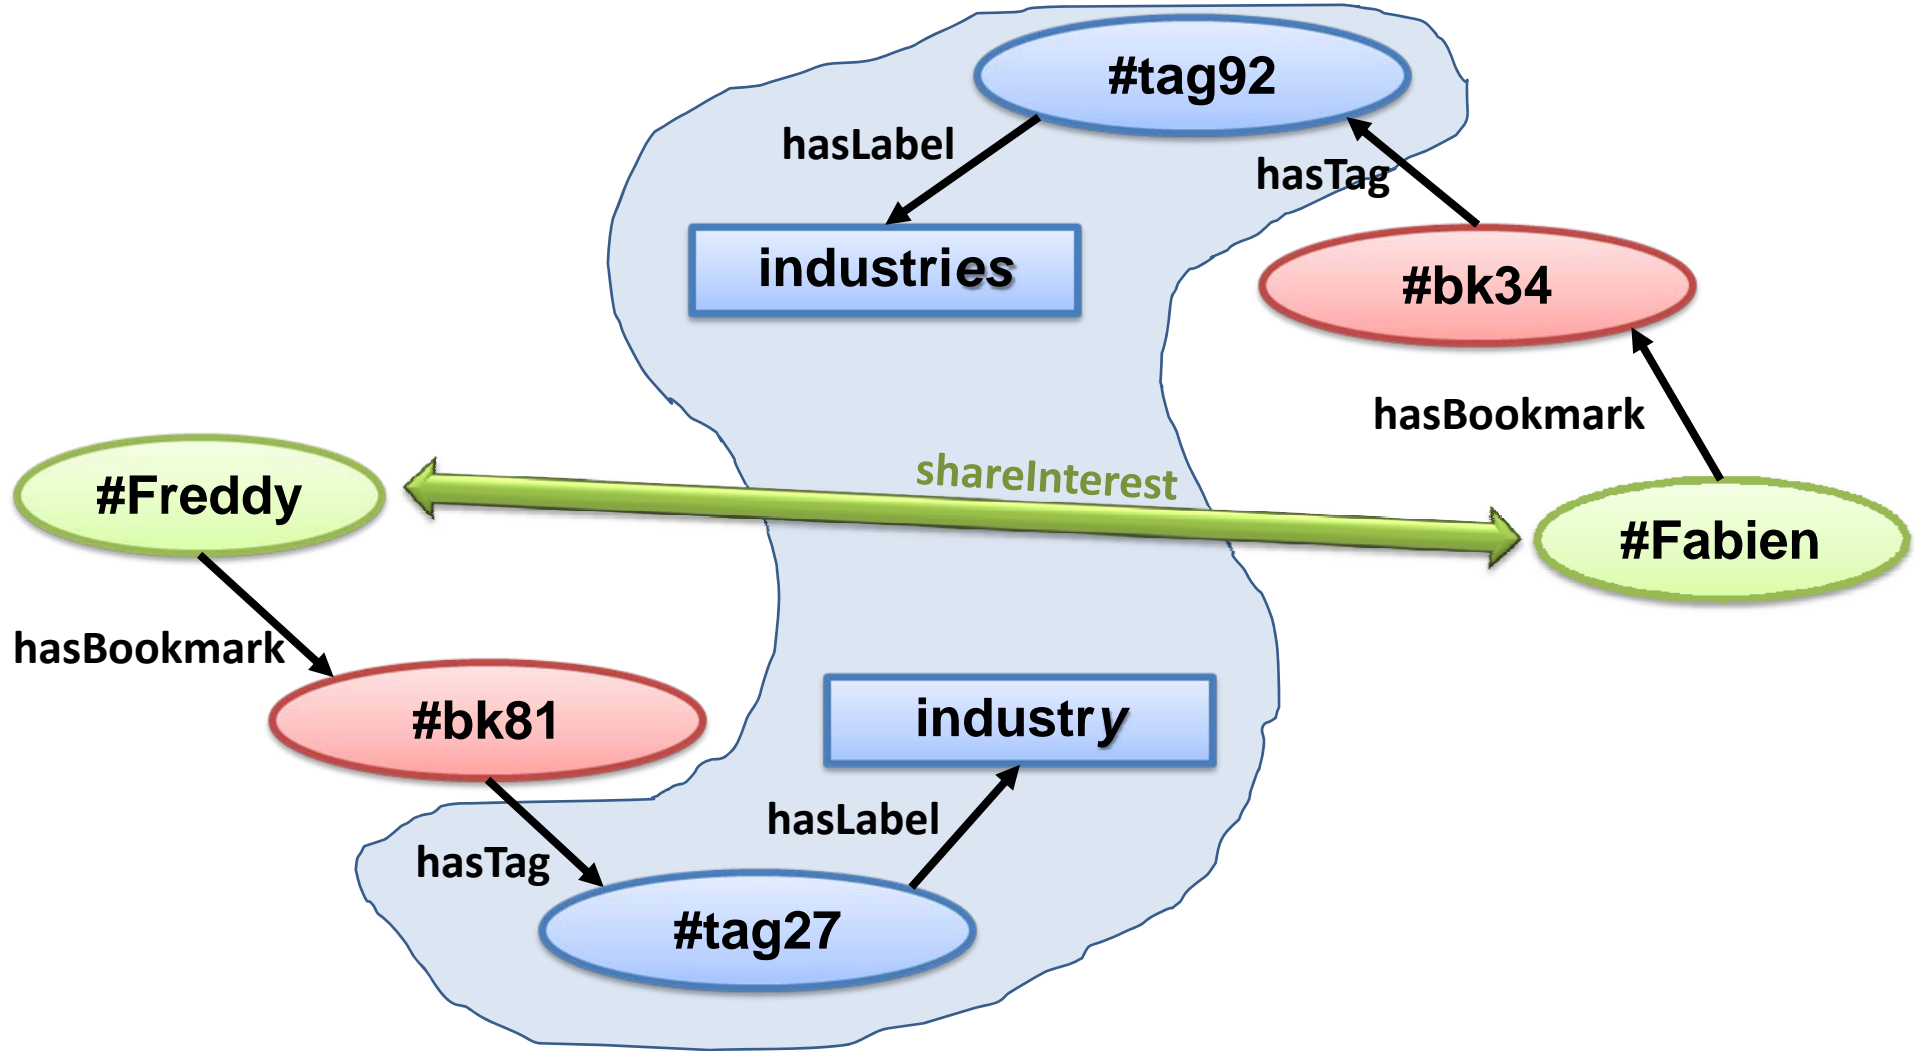 #tag92
hasLabel
hasTag
industries
#bk34
hasBookmark
shareInterest
#Freddy
#Fabien
hasBookmark
#bk81
industry
hasLabel
hasTag
#tag27